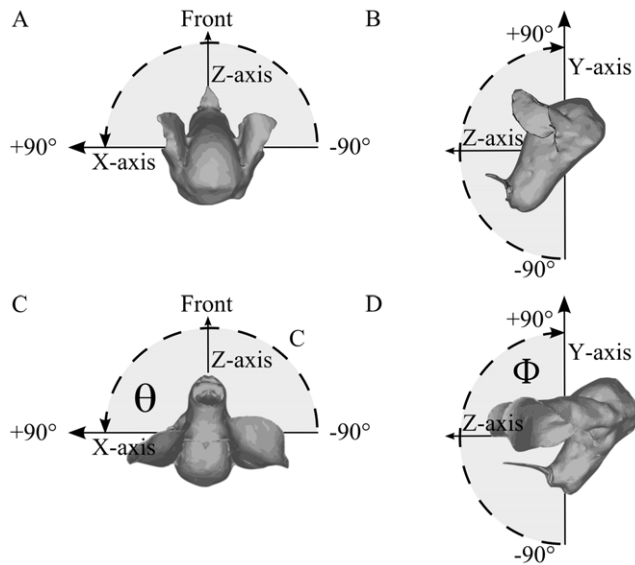 A
Front
Z-axis
+90°
X-axis
-90°
B
+90°
Y-axis
Z-axis
-90°
C
Front
C
Z-axis
θ
+90°
X-axis
-90°
D
+90°
Y-axis
Φ
Z-axis
-90°